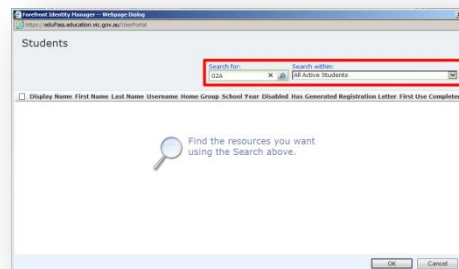 Forefront Identity Manager -- Webpage Dialog
https://eduPass.education.vic.gov.au/UserPortal
Students
Search for: Search within:
02A All Active Students
Display Name First Name Last Name Username Home Group School Year Disabled Has Generated Registration Letter First Use Completed
Find the resources you want
using the Search above.
OK Cancel